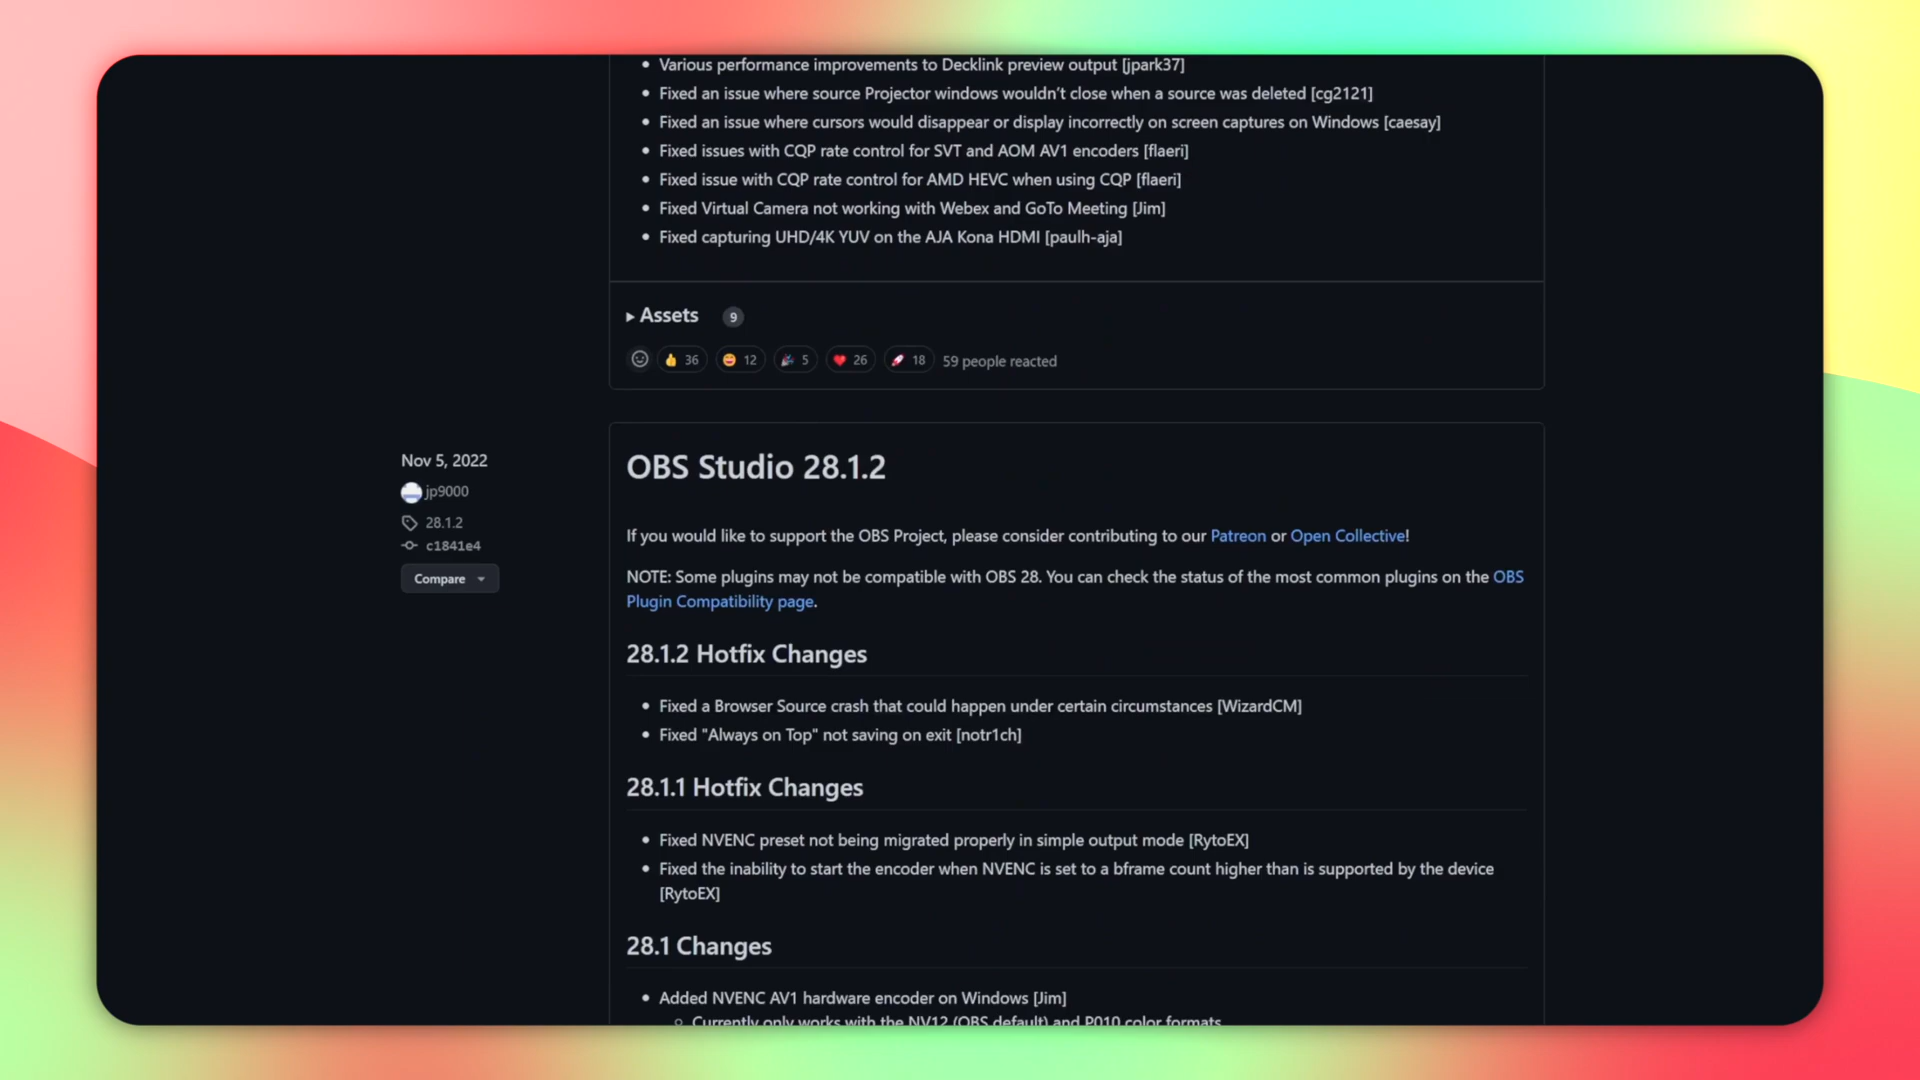 Various performance improvements to Decklink preview output [jpark37]
Fixed an issue where source Projector windows wouldn’t close when a source was deleted [cg2121]
Fixed an issue where cursors would disappear or display incorrectly on screen captures on Windows [caesay]
Fixed issues with CQP rate control for SVT and AOM AV1 encoders [flaeri]
Fixed issue with CQP rate control for AMD HEVC when using CQP [flaeri]
Fixed Virtual Camera not working with Webex and GoTo Meeting [Jim]
Fixed capturing UHD/4K YUV on the AJA Kona HDMI [paulh-aja]
Assets 9
36 12 5 26 18 59 people reacted
Nov 5, 2022
jp9000
28.1.2
c1841e4
Compare
OBS Studio 28.1.2
If you would like to support the OBS Project, please consider contributing to our Patreon or Open Collective!
NOTE: Some plugins may not be compatible with OBS 28. You can check the status of the most common plugins on the OBS
Plugin Compatibility page.
28.1.2 Hotfix Changes
Fixed a Browser Source crash that could happen under certain circumstances [WizardCM]
Fixed "Always on Top" not saving on exit [notr1ch]
28.1.1 Hotfix Changes
Fixed NVENC preset not being migrated properly in simple output mode [RytoEX]
Fixed the inability to start the encoder when NVENC is set to a bframe count higher than is supported by the device
[RytoEX]
28.1 Changes
Added NVENC AV1 hardware encoder on Windows [Jim]
Currently only works with the NV12 (OBS default) and P010 color formats